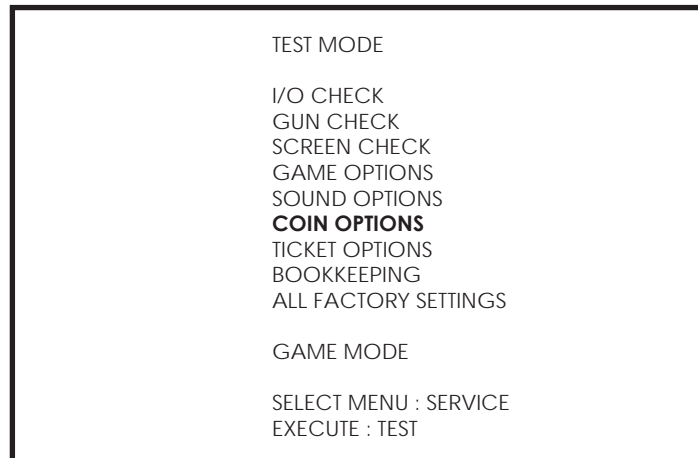 TEST MODE
I/O CHECK
GUN CHECK
SCREEN CHECK
GAME OPTIONS
SOUND OPTIONS
COIN OPTIONS
TICKET OPTIONS
BOOKKEEPING
ALL FACTORY SETTINGS
GAME MODE
SELECT MENU : SERVICE
EXECUTE : TEST